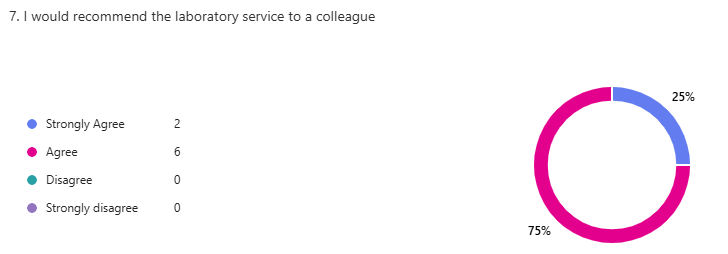 7. I would recommend the laboratory service to a colleague
Strongly Agree 2
Agree 6
Disagree 0
Strongly disagree 0
25%
75%